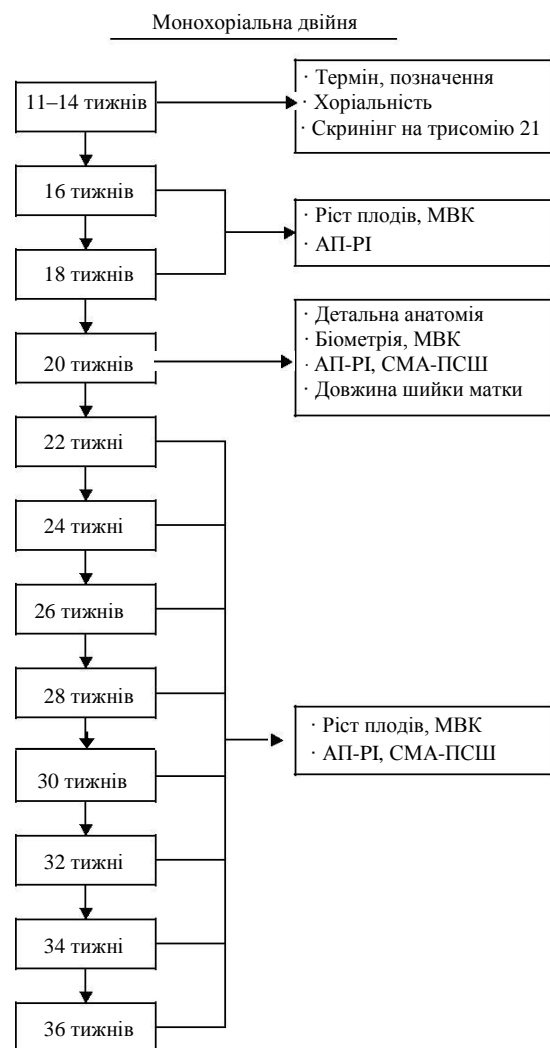 Монохоріальна двійня
11–14 тижнів
· Термін, позначення
· Хоріальність
· Скринінг на трисомію 21
16 тижнів
18 тижнів
· Ріст плодів, МВК
· АП-РІ
20 тижнів
· Детальна анатомія
· Біометрія, МВК
· АП-РІ, СМА-ПСШ
· Довжина шийки матки
22 тижні
24 тижні
26 тижнів
28 тижнів
30 тижнів
32 тижні
34 тижні
36 тижнів
· Ріст плодів, МВК
· АП-РІ, СМА-ПСШ